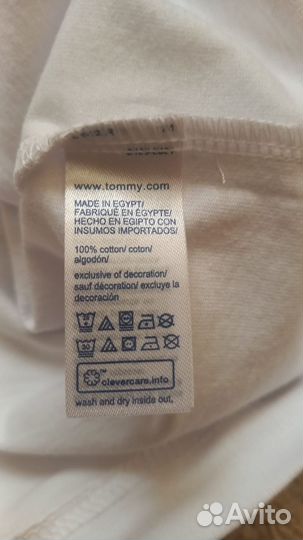 www.tommy.com
MADE IN EGYPT/
FABRIQUÉ EN ÉGYPTE/
HECHO EN EGIPTO CON
INSUMOS IMPORTADOS/
100% cotton/ coton/
algodón/
exclusive of decoration/
sauf décoration/ excluye la
decoración
30
clevercare.info
wash and dry inside out,
Avito